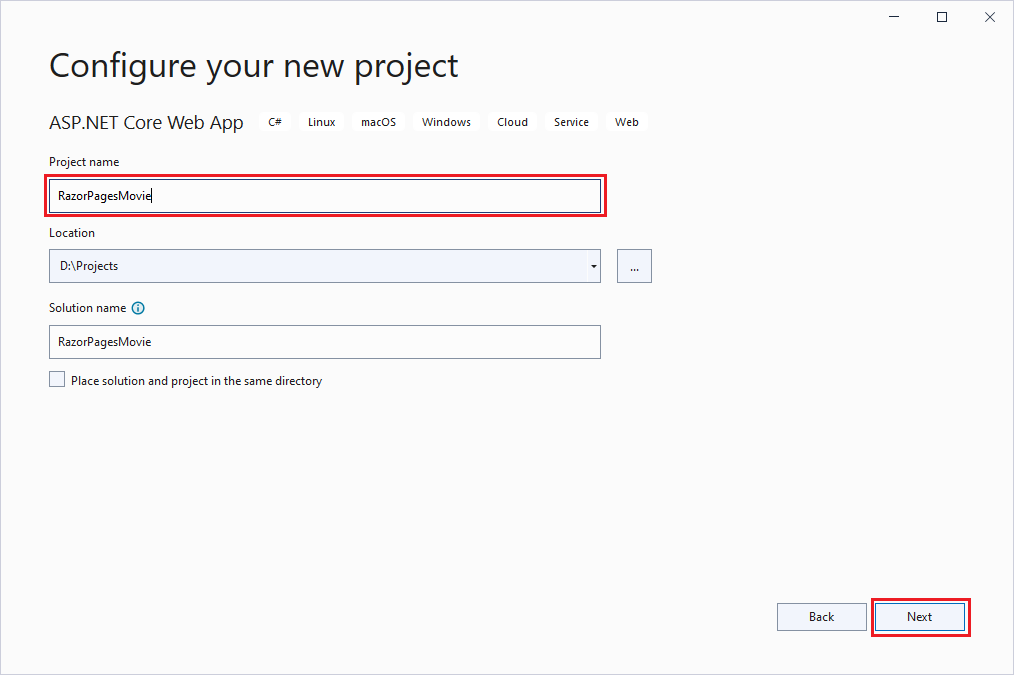 Configure your new project
ASP.NET Core Web App C# Linux macOS Windows Cloud Service Web
Project name
RazorPagesMovie
Location
D:\Projects
...
Solution name
RazorPagesMovie
Place solution and project in the same directory
Back Next